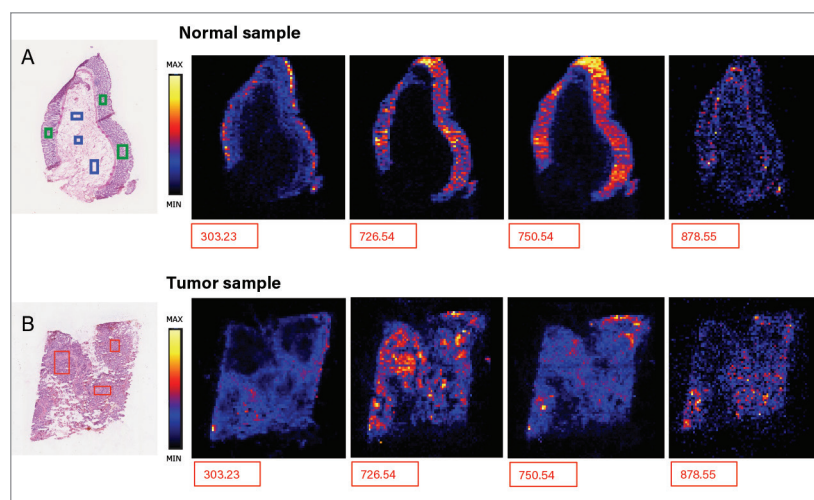 Normal sample
A
MAX
MIN
303.23
726.54
750.54
878.55
Tumor sample
B
MAX
MIN
303.23
726.54
750.54
878.55